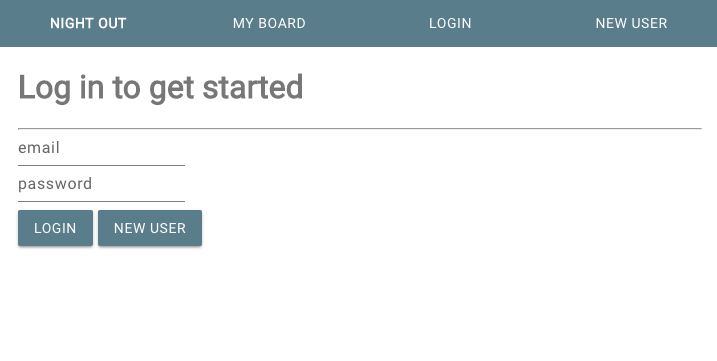 NIGHT OUT MY BOARD LOGIN NEW USER
Log in to get started
email
password
LOGIN NEW USER